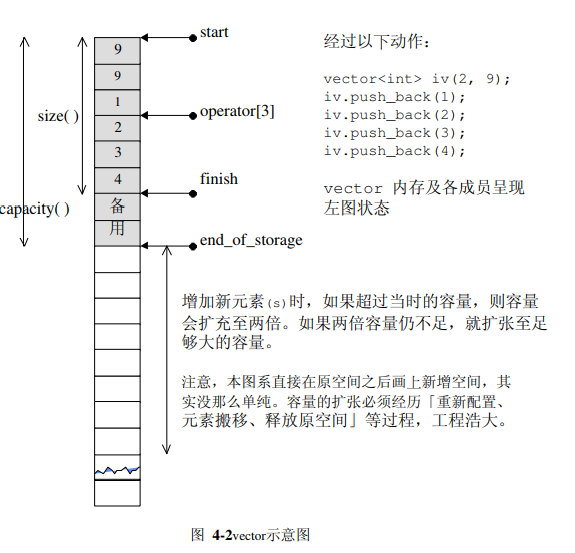 start
9
9
1
size( )
operator[3]
2
3
4
finish
capacity( )
备
用
end_of_storage
经过以下动作：
vector<int> iv(2, 9);
iv.push_back(1);
iv.push_back(2);
iv.push_back(3);
iv.push_back(4);
vector 内存及各成员呈现
左图状态
增加新元素(s)时，如果超过当时的容量，则容量
会扩充至两倍。如果两倍容量仍不足，就扩张至足
够大的容量。
注意，本图系直接在原空间之后画上新增空间，其
实没那么单纯。容量的扩张必须经历「重新配置、
元素搬移、释放原空间」等过程，工程浩大。
图 4-2vector示意图